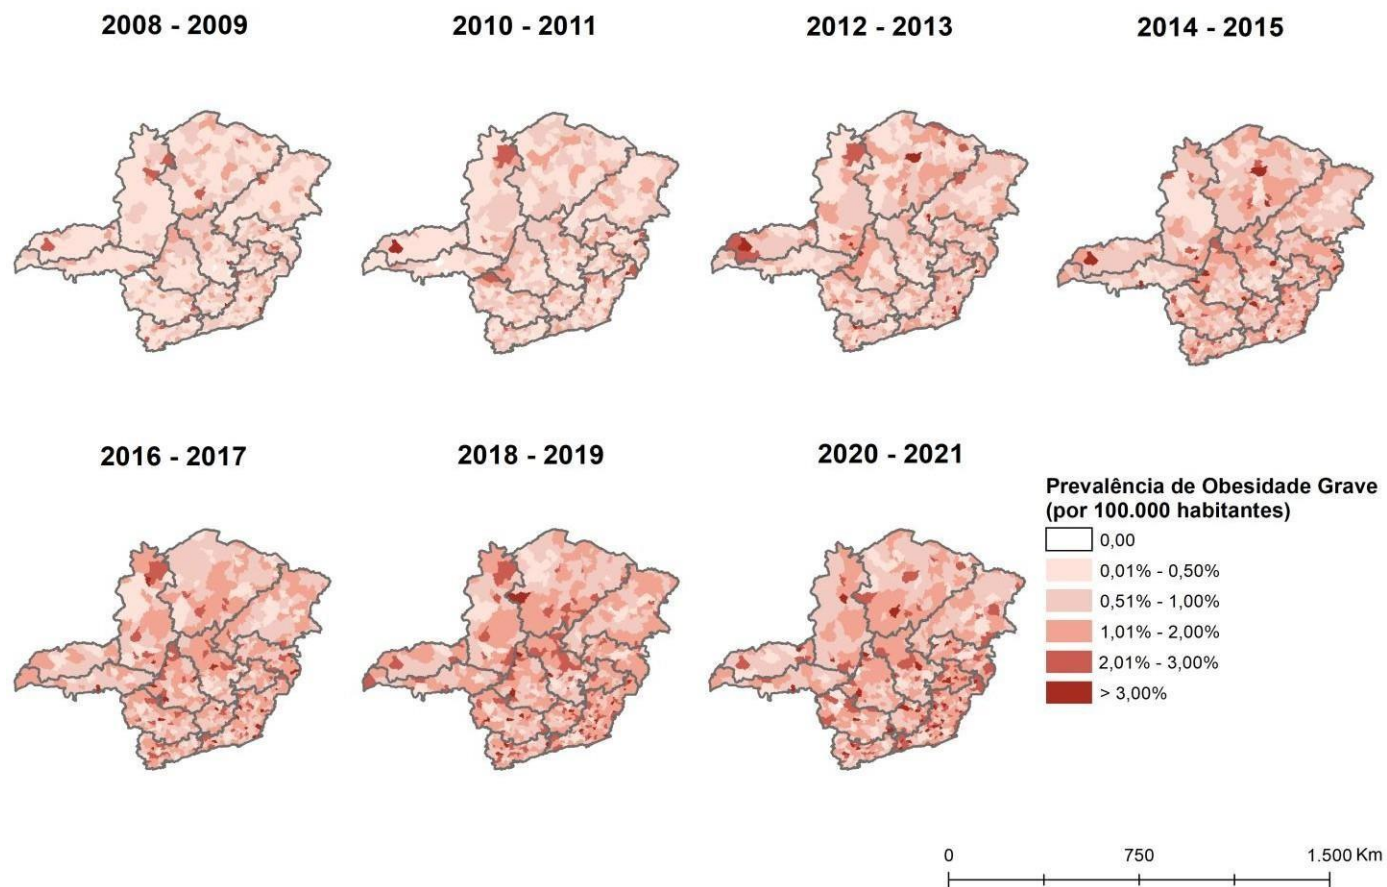 2008 - 2009
2010 - 2011
2012 - 2013
2014 - 2015
2016 - 2017
2018 - 2019
2020 - 2021
Prevalência de Obesidade Grave
(por 100.000 habitantes)
0,00
0,01% - 0,50%
0,51% - 1,00%
1,01% - 2,00%
2,01% - 3,00%
> 3,00%
0 750 1.500 Km